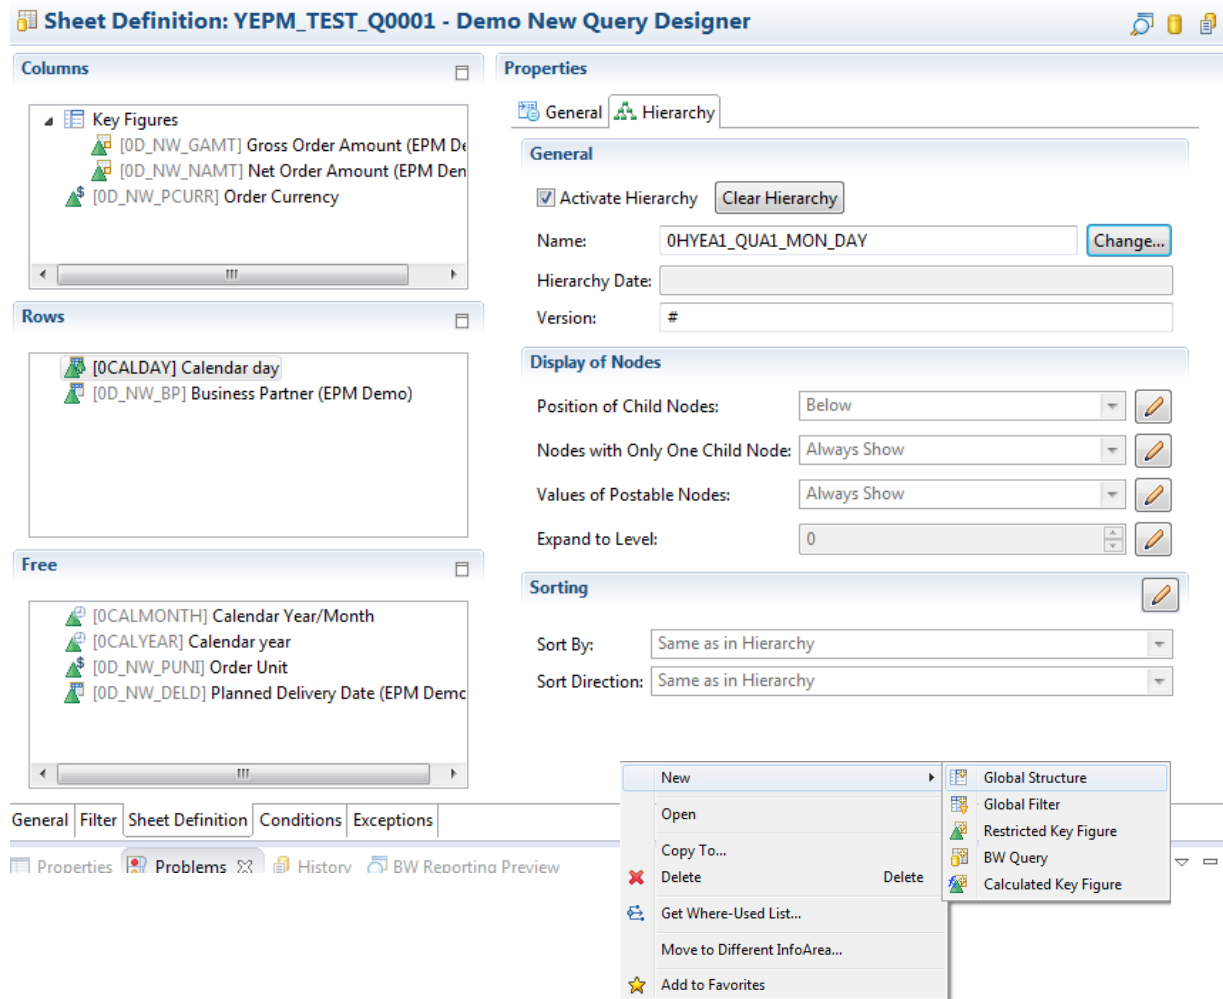 Sheet Definition: YEPM_TEST_Q0001 - Demo New Query Designer
Columns
Key Figures
[0D_NW_GAMT] Gross Order Amount (EPM De
[0D_NW_NAMT] Net Order Amount (EPM Den
[0D_NW_PCURR] Order Currency
Rows
[0CALDAY] Calendar day
[0D_NW_BP] Business Partner (EPM Demo)
Free
[0CALMONTH] Calendar Year/Month
[0CALYEAR] Calendar year
[0D_NW_PUNI] Order Unit
[0D_NW_DELD] Planned Delivery Date (EPM Demo
Properties
General Hierarchy
General
Activate Hierarchy Clear Hierarchy
Name: 0HYEA1_QUA1_MON_DAY Change...
Hierarchy Date:
Version: #
Display of Nodes
Position of Child Nodes: Below
Nodes with Only One Child Node: Always Show
Values of Postable Nodes: Always Show
Expand to Level: 0
Sorting
Sort By: Same as in Hierarchy
Sort Direction: Same as in Hierarchy
General Filter Sheet Definition Conditions Exceptions
Properties Problems History BW Reporting Preview
New
Open
Copy To...
Delete Delete
Get Where-Used List...
Move to Different InfoArea...
Add to Favorites
Global Structure
Global Filter
Restricted Key Figure
BW Query
Calculated Key Figure